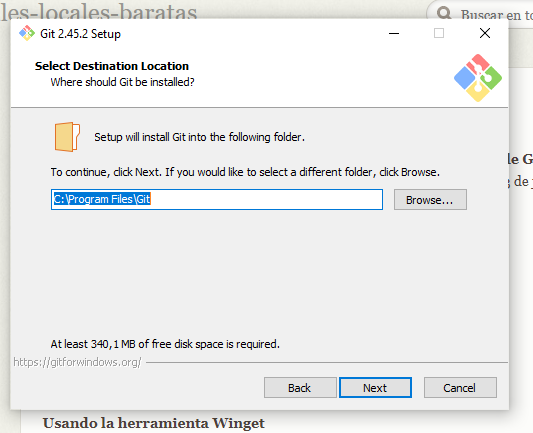 les-locales-baratas
Buscar en to
Git 2.45.2 Setup
Select Destination Location
Where should Git be installed?
Setup will install Git into the following folder.
de G
To continue, click Next. If you would like to select a different folder, click Browse.
g de j
C:\Program Files\Git
Browse...
At least 340,1 MB of free disk space is required.
https://gitforwindows.org/
Back
Next
Cancel
Usando la herramienta Winget